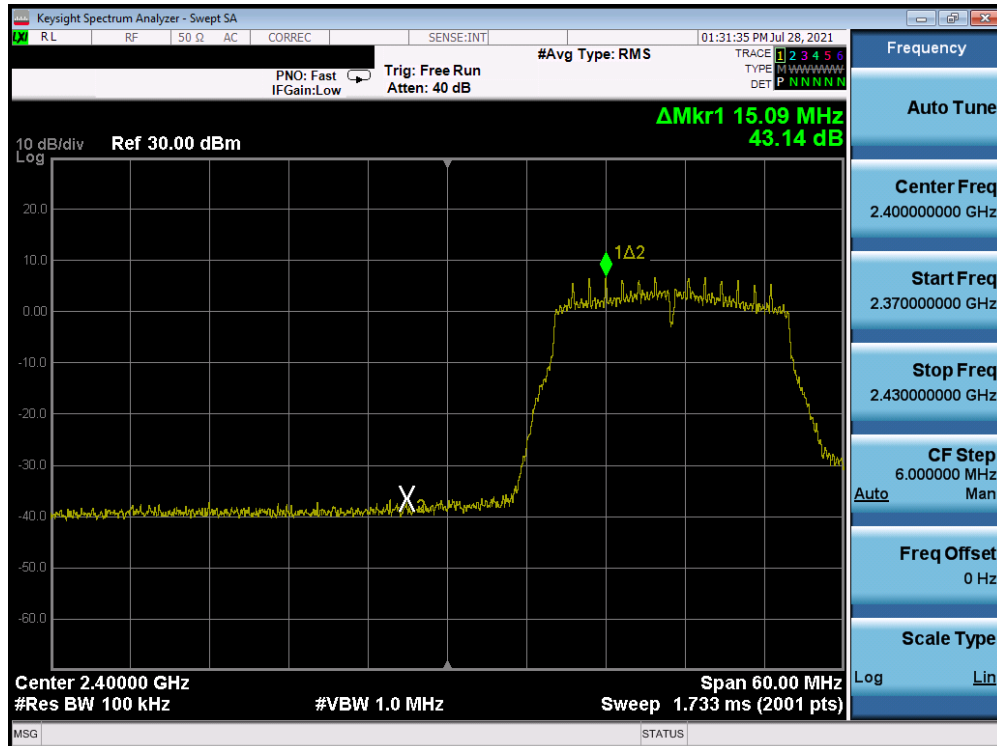 Keysight Spectrum Analyzer - Swept SA
LXI RL RF 50 Ω AC CORREC SENSE:INT 01:31:35 PM Jul 28, 2021
#Avg Type: RMS
TRACE 1 2 3 4 5 6
TYPE M W W W W W
DET P N N N N N
PNO: Fast
IFGain:Low
Trig: Free Run
Atten: 40 dB
ΔMkr1 15.09 MHz
43.14 dB
10 dB/div Ref 30.00 dBm
Log
20.0
10.0
0.00
-10.0
-20.0
-30.0
-40.0
-50.0
-60.0
1Δ2
X2
Center 2.40000 GHz Span 60.00 MHz
#Res BW 100 kHz #VBW 1.0 MHz Sweep 1.733 ms (2001 pts)
MSG STATUS
Frequency
Auto Tune
Center Freq
2.400000000 GHz
Start Freq
2.370000000 GHz
Stop Freq
2.430000000 GHz
CF Step
6.000000 MHz
Auto Man
Freq Offset
0 Hz
Scale Type
Log Lin